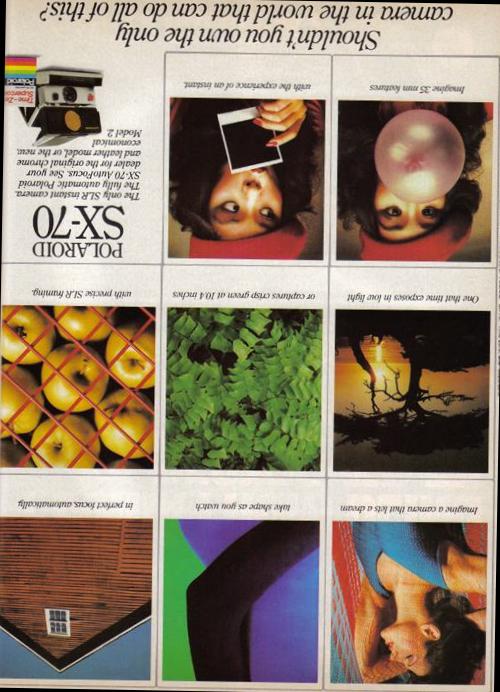 Imagine a camera that lets a dream
take shape as you watch
in perfect focus, automatically.
One that time exposes in low light
or captures crisp green at 10.4 inches
with precise SLR framing.
Imagine 35 mm features
with the experience of an instant.
POLAROID
SX-70
The only SLR instant camera.
The fully automatic Polaroid
SX-70 AutoFocus. See your
dealer for the original chrome
and leather model, or the new,
economical
Model 2.
Polaroid
Shouldn't you own the only
camera in the world that can do all of this?